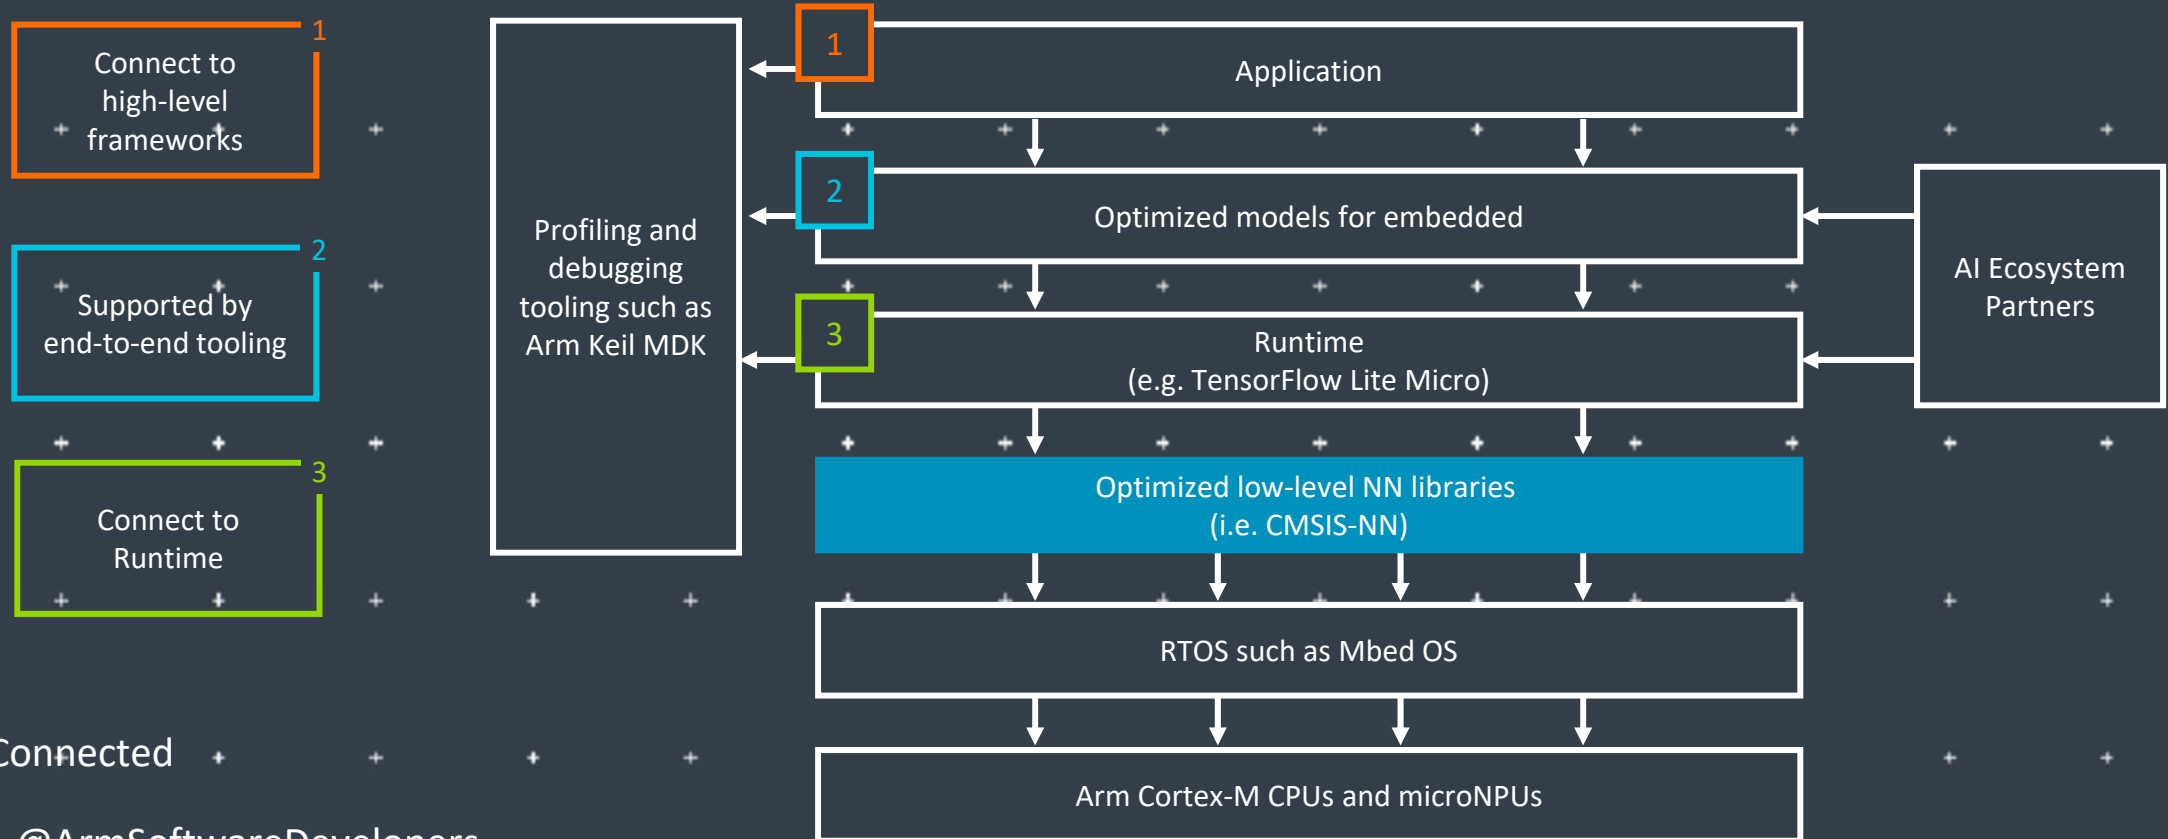 1
Connect to
high-level
frameworks
2
Supported by
end-to-end tooling
3
Connect to
Runtime
Profiling and
debugging
tooling such as
Arm Keil MDK
1
Application
2
Optimized models for embedded
3
Runtime
(e.g. TensorFlow Lite Micro)
Optimized low-level NN libraries
(i.e. CMSIS-NN)
RTOS such as Mbed OS
Arm Cortex-M CPUs and microNPUs
AI Ecosystem
Partners
Connected
@ArmSoftwareDevelopers